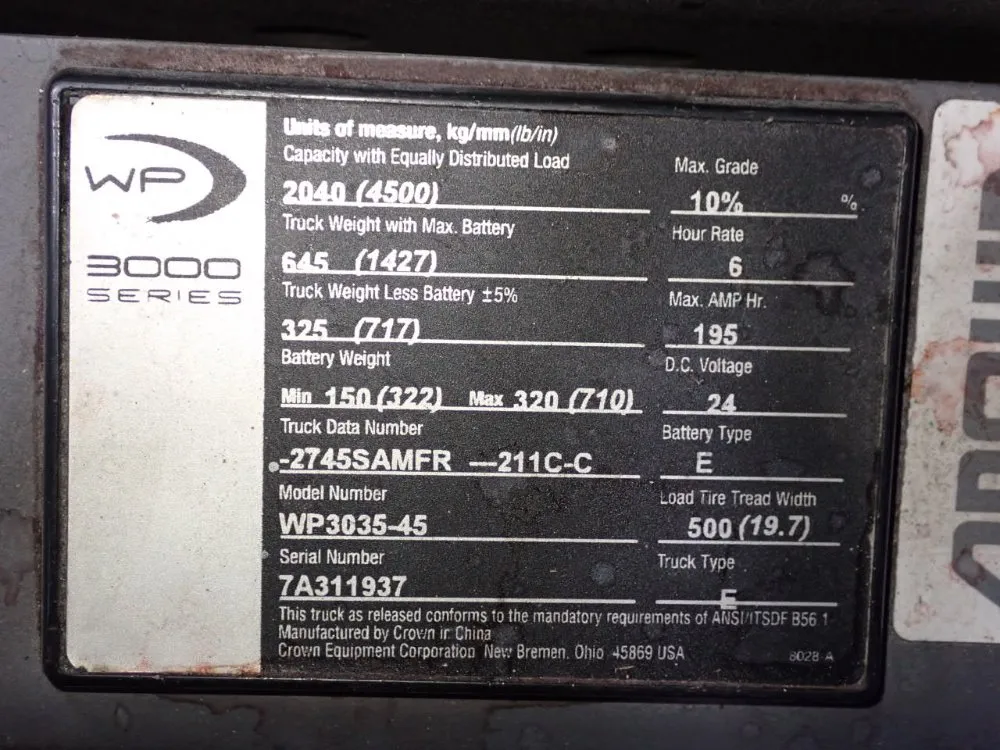 WP
3000
SERIES
Units of measure, kg/mm(lb/in)
Capacity with Equally Distributed Load
2040 (4500)
Truck Weight with Max. Battery
645 (1427)
Truck Weight Less Battery ±5%
325 (717)
Battery Weight
Min 150 (322) Max 320 (710)
Truck Data Number
-2745SAMFR —211C-C
Model Number
WP3035-45
Serial Number
7A311937
Max. Grade
10% %
Hour Rate
6
Max. AMP Hr.
195
D.C. Voltage
24
Battery Type
E
Load Tire Tread Width
500 (19.7)
Truck Type
E
This truck as released conforms to the mandatory requirements of ANSI/ITSDF B56.1
Manufactured by Crown in China
Crown Equipment Corporation New Bremen, Ohio 45869 USA